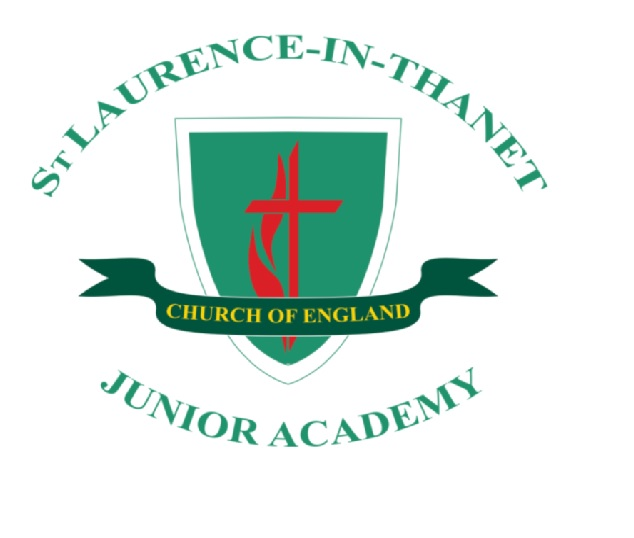 St LAURENCE-IN-THANET
CHURCH OF ENGLAND
JUNIOR ACADEMY